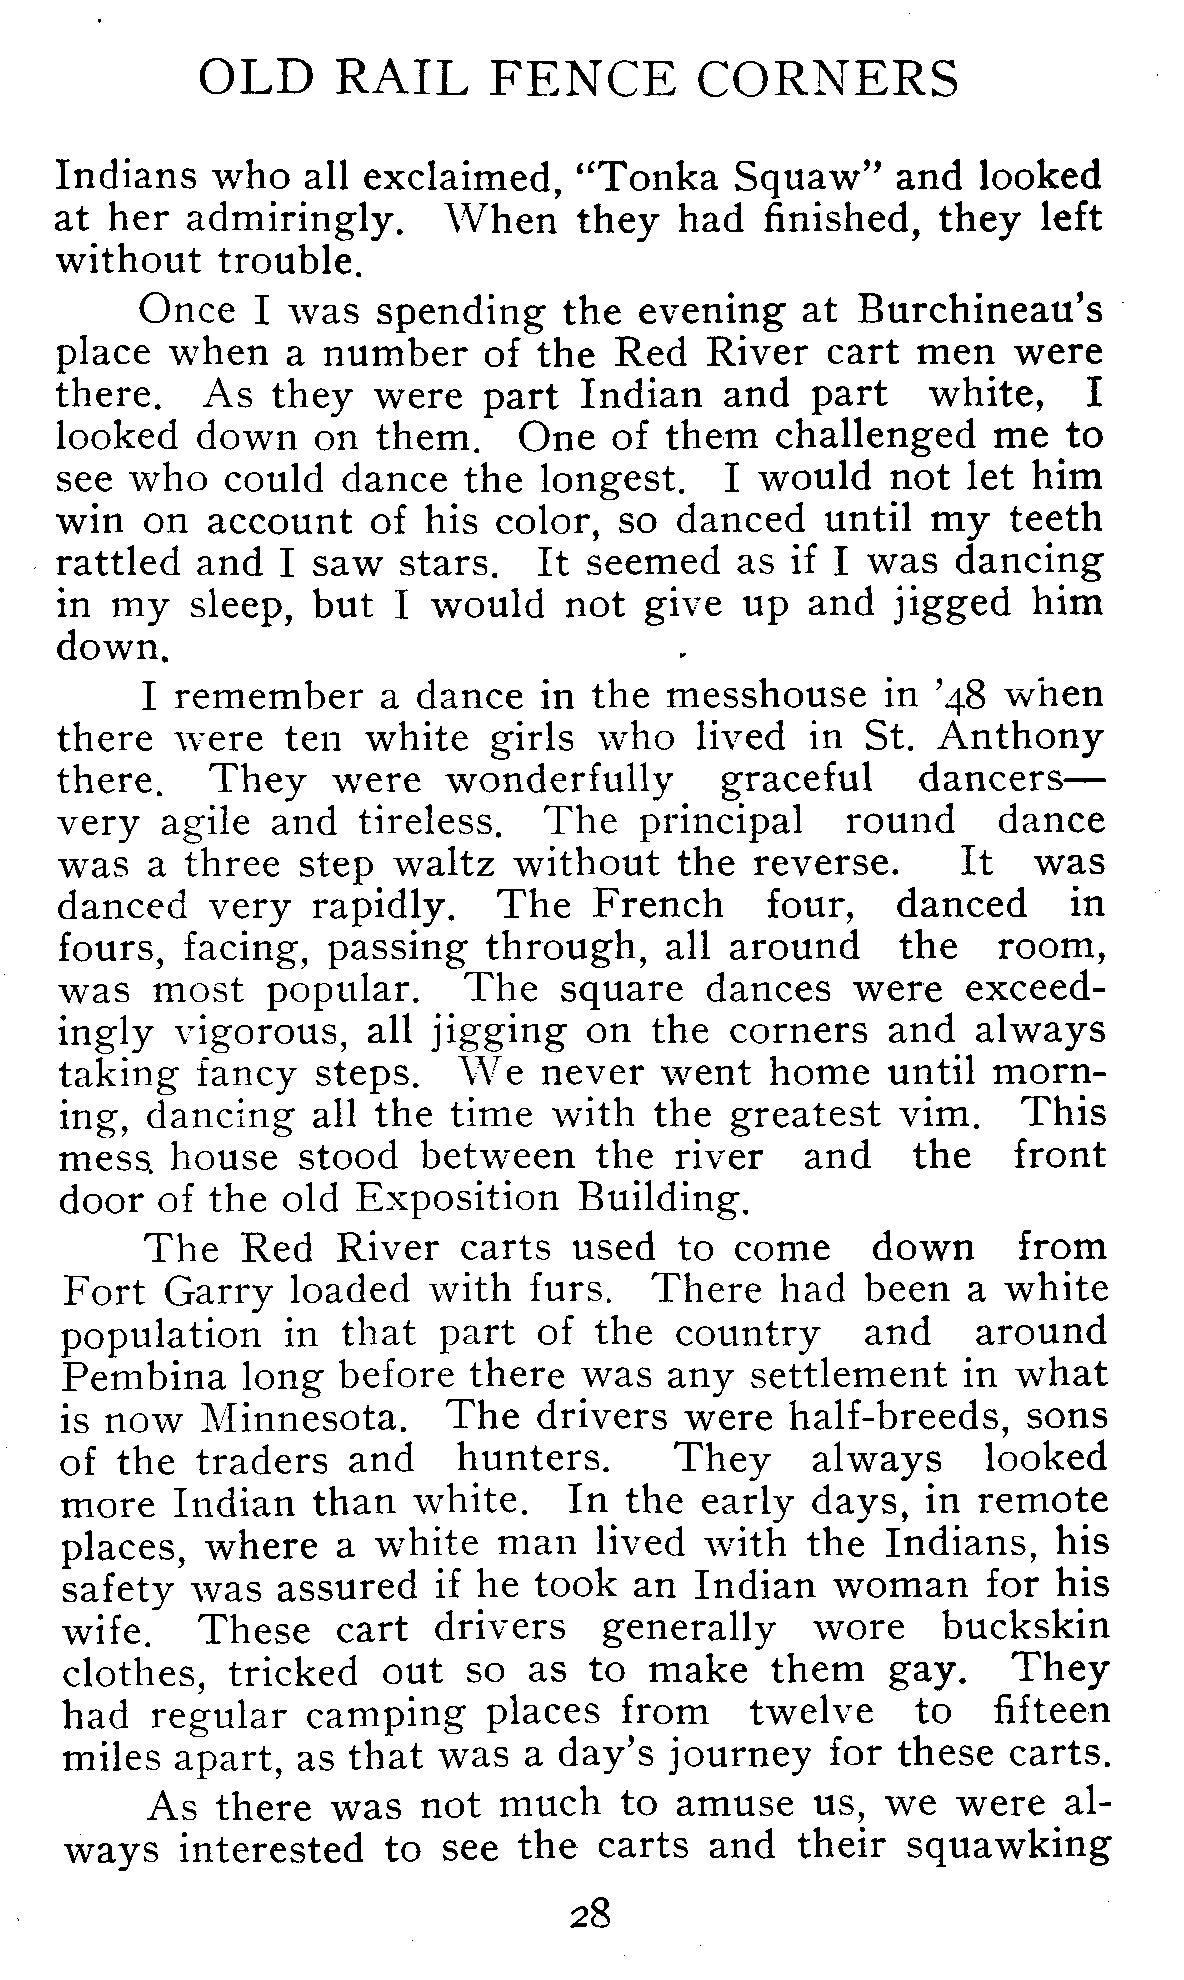 OLD RAIL FENCE CORNERS
Indians who all exclaimed, “Tonka Squaw” and looked
at her admiringly. When they had finished, they left
without trouble.
Once I was spending the evening at Burchineau's
place when a number of the Red River cart men were
there. As they were part Indian and part white, I
looked down on them. One of them challenged me to
see who could dance the longest. I would not let him
win on account of his color, so danced until my teeth
rattled and I saw stars. It seemed as if I was dancing
in my sleep, but I would not give up and jigged him
down.
I remember a dance in the messhouse in '48 when
there were ten white girls who lived in St. Anthony
there. They were wonderfully graceful dancers—
very agile and tireless. The principal round dance
was a three step waltz without the reverse. It was
danced very rapidly. The French four, danced in
fours, facing, passing through, all around the room,
was most popular. The square dances were exceed-
ingly vigorous, all jigging on the corners and always
taking fancy steps. We never went home until morn-
ing, dancing all the time with the greatest vim. This
mess house stood between the river and the front
door of the old Exposition Building.
The Red River carts used to come down from
Fort Garry loaded with furs. There had been a white
population in that part of the country and around
Pembina long before there was any settlement in what
is now Minnesota. The drivers were half-breeds, sons
of the traders and hunters. They always looked
more Indian than white. In the early days, in remote
places, where a white man lived with the Indians, his
safety was assured if he took an Indian woman for his
wife. These cart drivers generally wore buckskin
clothes, tricked out so as to make them gay. They
had regular camping places from twelve to fifteen
miles apart, as that was a day's journey for these carts.
As there was not much to amuse us, we were al-
ways interested to see the carts and their squawking
28